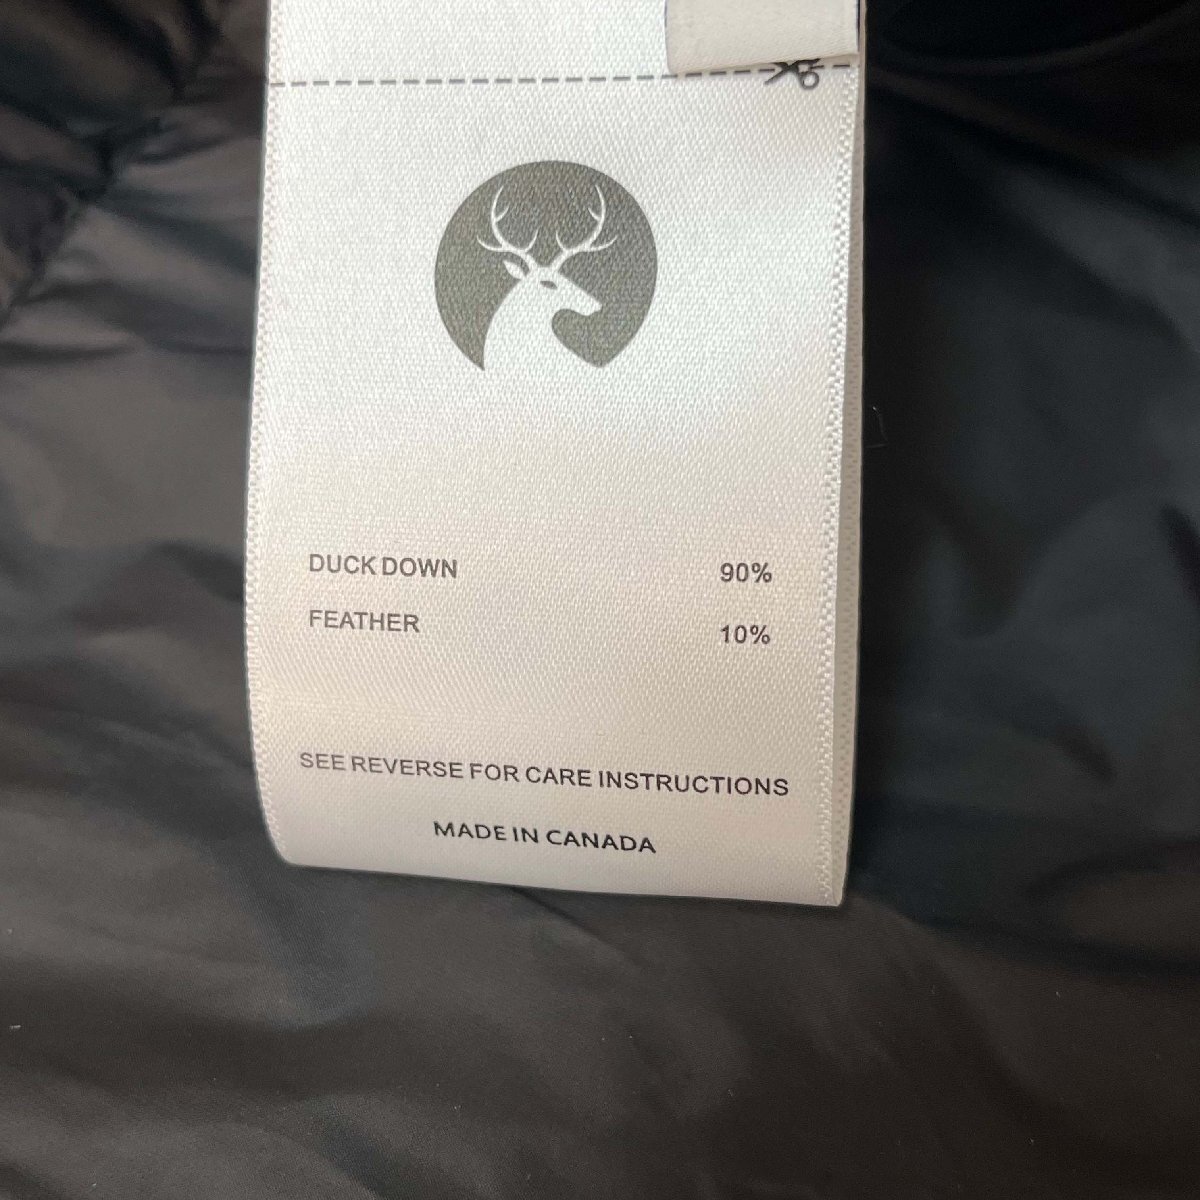 DUCK DOWN 90%
FEATHER 10%
SEE REVERSE FOR CARE INSTRUCTIONS
MADE IN CANADA